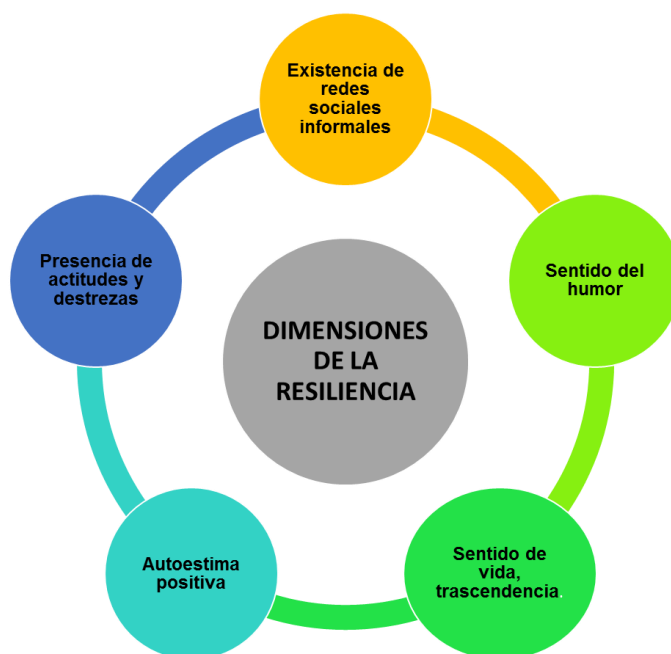 Existencia de
redes
sociales
informales
Presencia de
actitudes y
destrezas
Sentido del
humor
DIMENSIONES
DE LA
RESILIENCIA
Autoestima
positiva
Sentido de
vida,
trascendencia.